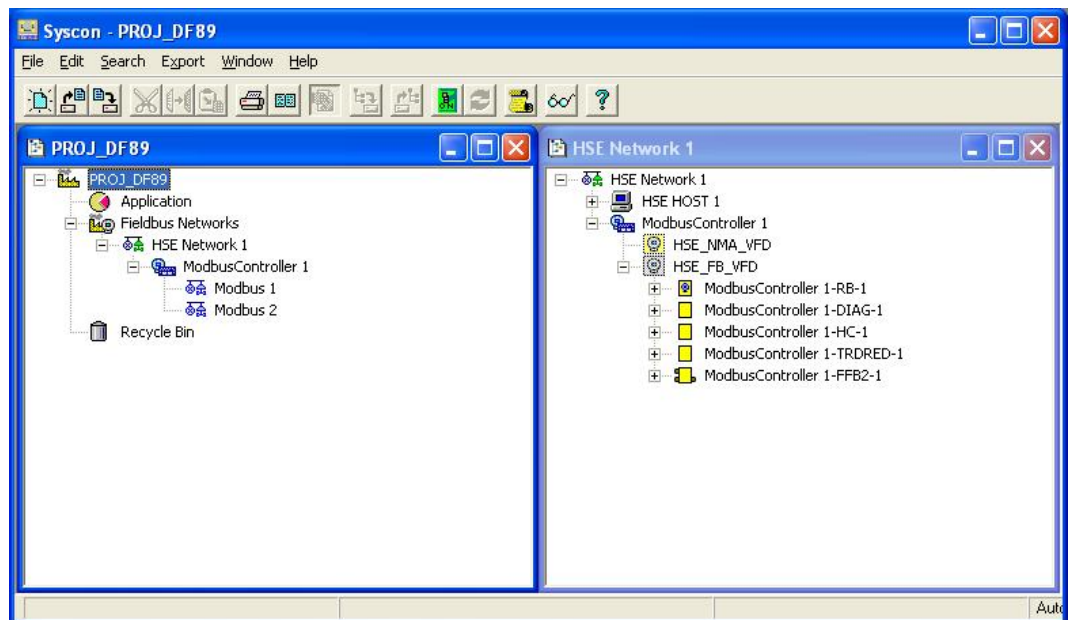 Syscon - PROJ_DF89
File Edit Search Export Window Help
PROJ_DF89
PROJ_DF89
Application
Fieldbus Networks
HSE Network 1
ModbusController 1
Modbus 1
Modbus 2
Recycle Bin
HSE Network 1
HSE Network 1
HSE HOST 1
ModbusController 1
HSE_NMA_VFD
HSE_FB_VFD
ModbusController 1-RB-1
ModbusController 1-DIAG-1
ModbusController 1-HC-1
ModbusController 1-TRDRED-1
ModbusController 1-FFB2-1